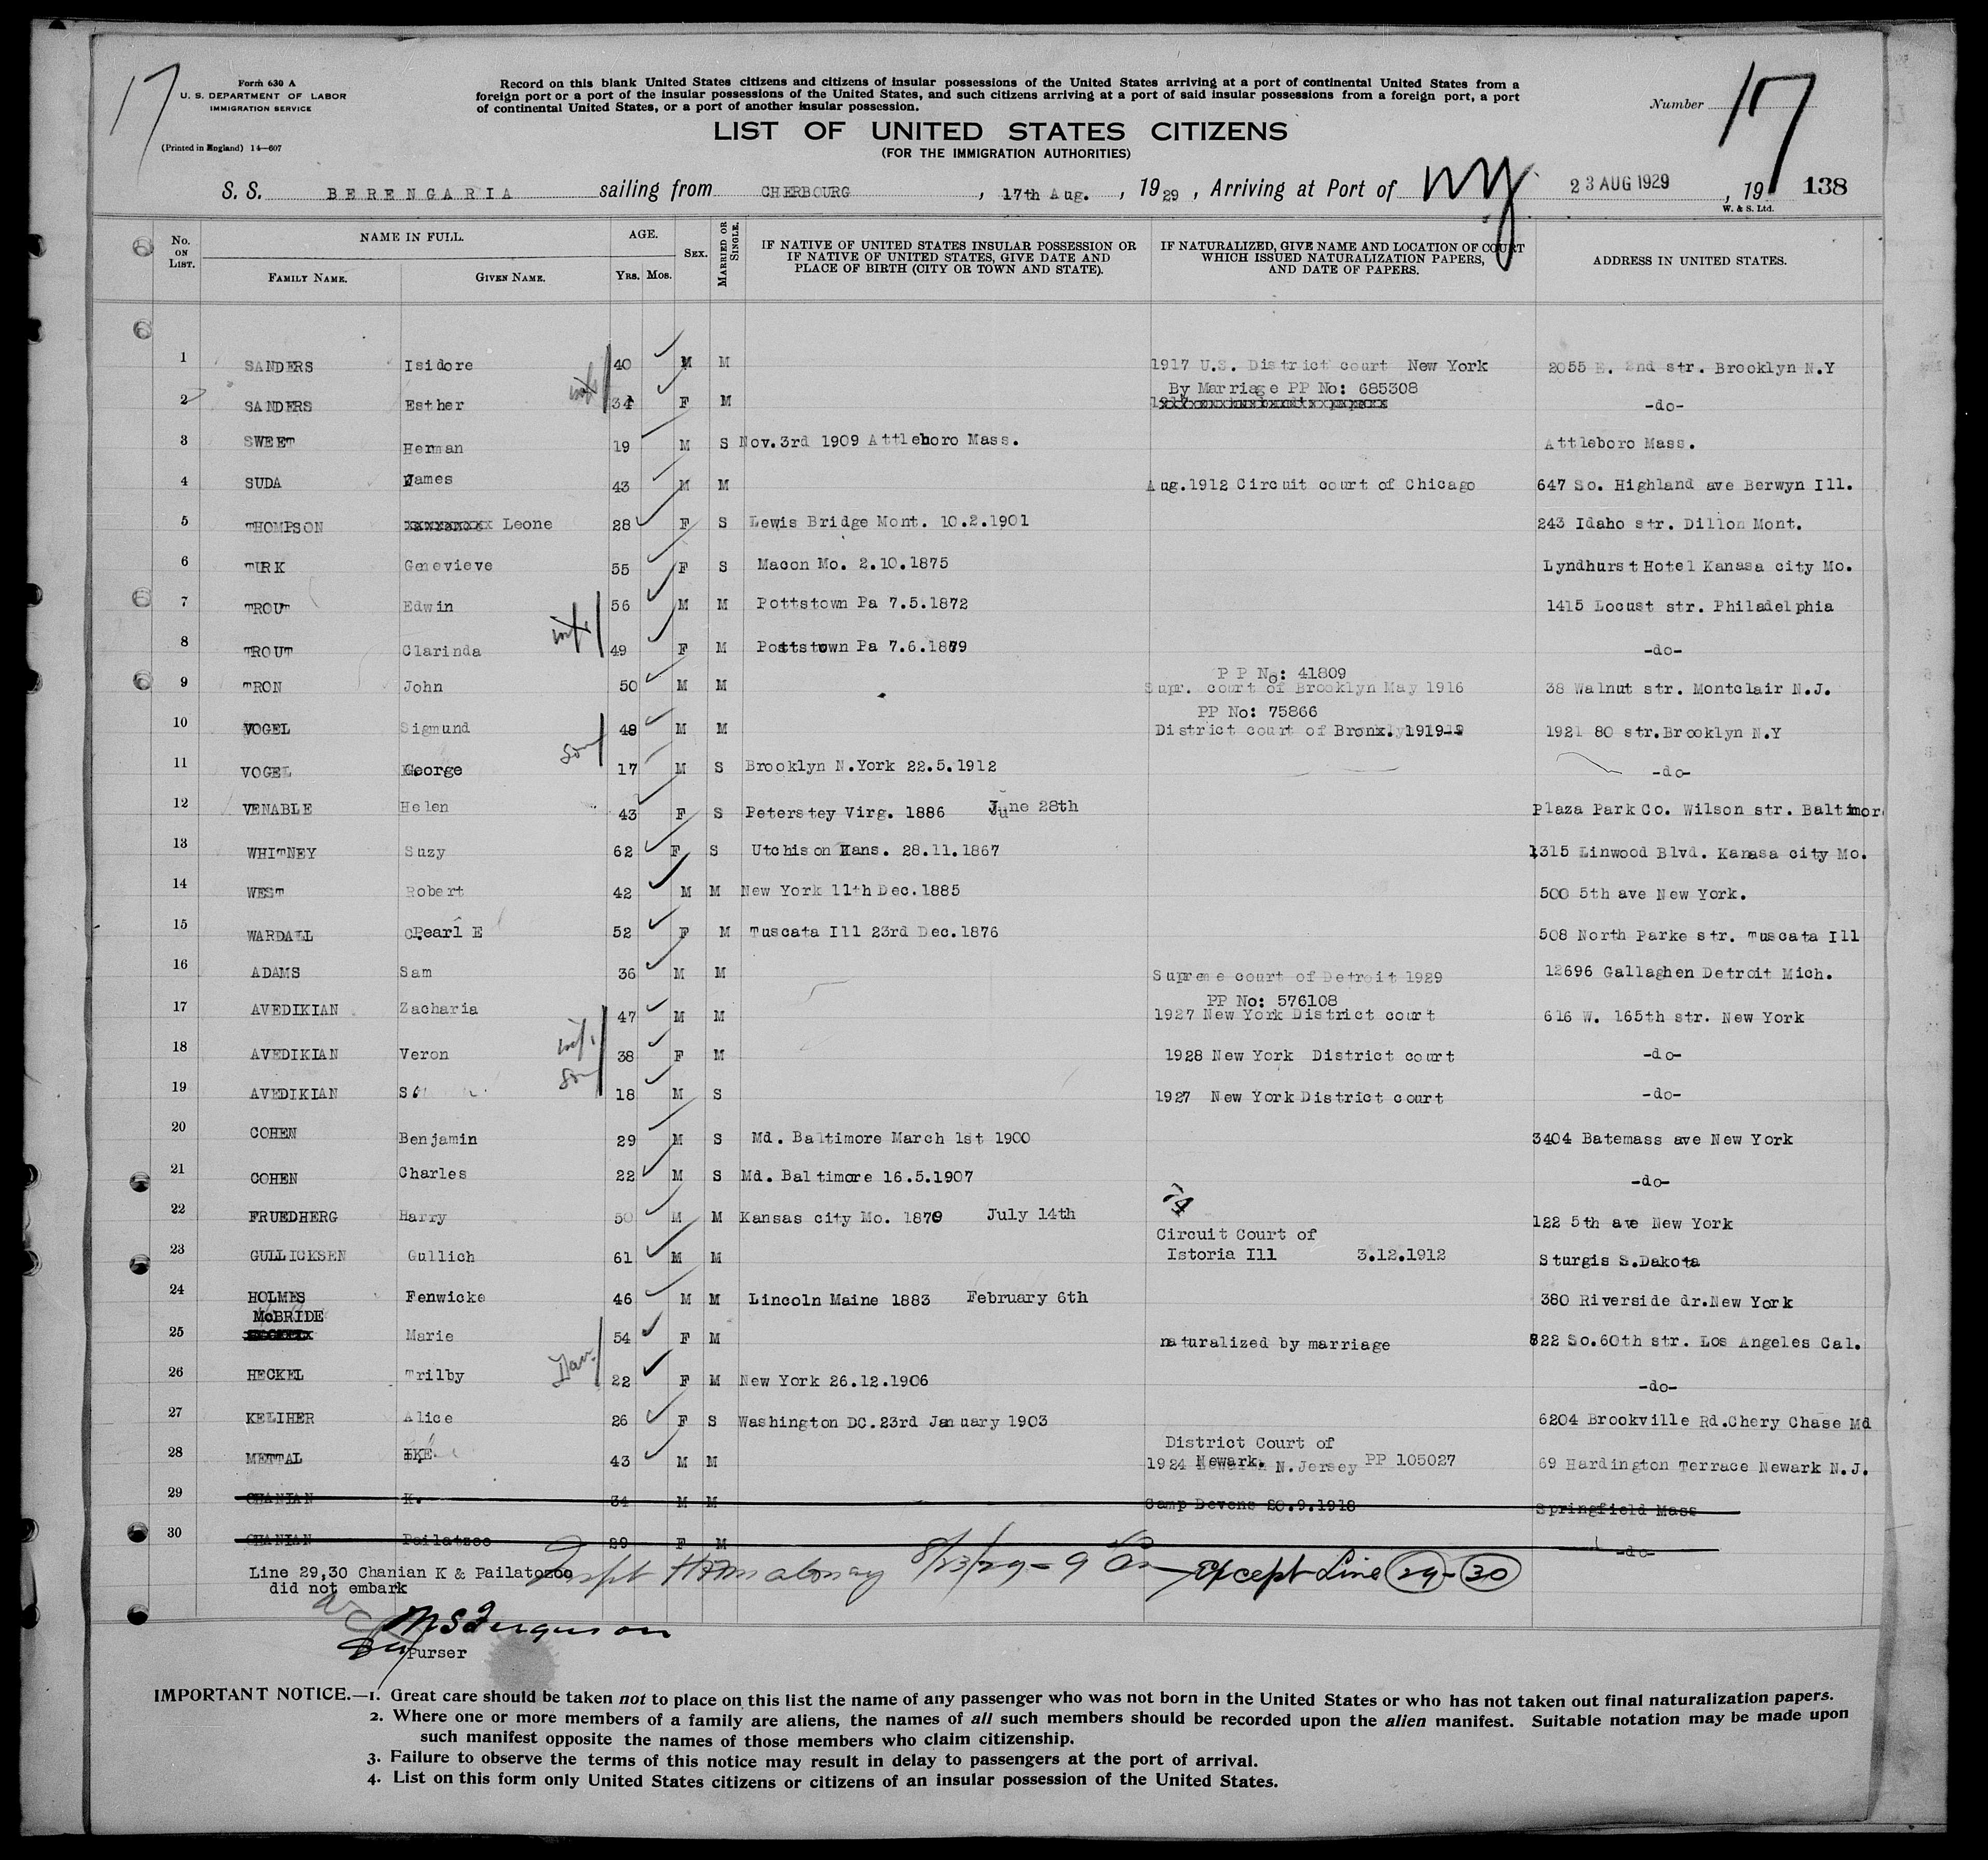 17
Form 630 A
U. S. DEPARTMENT OF LABOR
IMMIGRATION SERVICE
(Printed in England) 14—607
Record on this blank United States citizens and citizens of insular possessions of the United States arriving at a port of continental United States from a
foreign port or a port of the insular possessions of the United States, and such citizens arriving at a port of said insular possessions from a foreign port, a port
of continental United States, or a port of another insular possession.
Number 17
LIST OF UNITED STATES CITIZENS
(FOR THE IMMIGRATION AUTHORITIES)
S. S. BERENGARIA sailing from CHERBOURG, 17th Aug., 1929, Arriving at Port of NY 23 AUG 1929, 19 138
W. & S. Ltd.
No. ON LIST. NAME IN FULL. AGE. SEX. MARRIED OR SINGLE. IF NATIVE OF UNITED STATES INSULAR POSSESSION OR IF NATIVE OF UNITED STATES, GIVE DATE AND PLACE OF BIRTH (CITY OR TOWN AND STATE). IF NATURALIZED, GIVE NAME AND LOCATION OF COURT WHICH ISSUED NATURALIZATION PAPERS, AND DATE OF PAPERS. ADDRESS IN UNITED STATES.
FAMILY NAME. GIVEN NAME. YRS. MOS.
1 SANDERS Isidore 40 M M 1917 U.S. District court New York 2055 E. 2nd str. Brooklyn N.Y
By Marriage PP No: 685308
2 SANDERS Esther 34 F M -do-
3 SWEET Herman 19 M S Nov.3rd 1909 Attleboro Mass. Attleboro Mass.
4 SUDA James 43 M M Aug.1912 Circuit court of Chicago 647 So. Highland ave Berwyn Ill.
5 THOMPSON Leone 28 F S Lewis Bridge Mont. 10.2.1901 243 Idaho str. Dillon Mont.
6 TURK Genevieve 55 F S Macon Mo. 2.10.1875 Lyndhurst Hotel Kanasa city Mo.
7 TROUT Edwin 56 M M Pottstown Pa 7.5.1872 1415 Locust str. Philadelphia
8 TROUT Clarinda 49 F M Pottstown Pa 7.6.1879 -do-
P P No: 41809
9 TRON John 50 M M Supr. court of Brooklyn May 1916 38 Walnut str. Montclair N.J.
PP No: 75866
10 VOGEL Sigmund 48 M M District court of Bronx. 1919 1921 80 str.Brooklyn N.Y
son
11 VOGEL George 17 M S Brooklyn N.York 22.5.1912 -do-
12 VENABLE Helen 43 F S Peterstey Virg. 1886 June 28th Plaza Park Co. Wilson str. Baltimor
13 WHITNEY Suzy 62 F S Utchison Kans. 28.11.1867 1315 Linwood Blvd. Kanasa city Mo.
14 WEST Robert 42 M M New York 11th Dec.1885 500 5th ave New York.
15 WARDALL Pearl E 52 F M Tuscata Ill 23rd Dec.1876 508 North Parke str. Tuscata Ill
16 ADAMS Sam 36 M M Supreme court of Detroit 1929 12696 Gallaghen Detroit Mich.
PP No: 576108
17 AVEDIKIAN Zacharia 47 M M 1927 New York District court 616 W. 165th str. New York
18 AVEDIKIAN Veron 38 F M 1928 New York District court -do-
son
19 AVEDIKIAN 18 M S 1927 New York District court -do-
20 COHEN Benjamin 29 M S Md. Baltimore March 1st 1900 3404 Batemass ave New York
21 COHEN Charles 22 M S Md. Baltimore 16.5.1907 -do-
22 FRUEDHERG Harry 50 M M Kansas city Mo. 1879 July 14th 122 5th ave New York
Circuit Court of
23 GULLICKSEN Gullich 61 M M Istoria Ill 3.12.1912 Sturgis S.Dakota
24 HOLMES Fenwicke 46 M M Lincoln Maine 1883 February 6th 380 Riverside dr.New York
25 McBRIDE Marie 54 F M naturalized by marriage 822 So.60th str. Los Angeles Cal.
Dau.
26 HECKEL Trilby 22 F M New York 26.12.1906 -do-
27 KELIHER Alice 26 F S Washington DC.23rd January 1903 6204 Brookville Rd.Chery Chase Md
District Court of
28 METTAL IKE 43 M M 1924 Newark. N.Jersey PP 105027 69 Hardington Terrace Newark N.J.
29 CHANIAN K. 34 M M Camp Devens 20.9.1918 Springfield Mass
30 CHANIAN Pailatzoo 29 F M -do-
Line 29,30 Chanian K & Pailatozoo
did not embark
8/23/29 - except Line 29 - 30
Ferguson
Purser
IMPORTANT NOTICE.—1. Great care should be taken not to place on this list the name of any passenger who was not born in the United States or who has not taken out final naturalization papers.
2. Where one or more members of a family are aliens, the names of all such members should be recorded upon the alien manifest. Suitable notation may be made upon
such manifest opposite the names of those members who claim citizenship.
3. Failure to observe the terms of this notice may result in delay to passengers at the port of arrival.
4. List on this form only United States citizens or citizens of an insular possession of the United States.